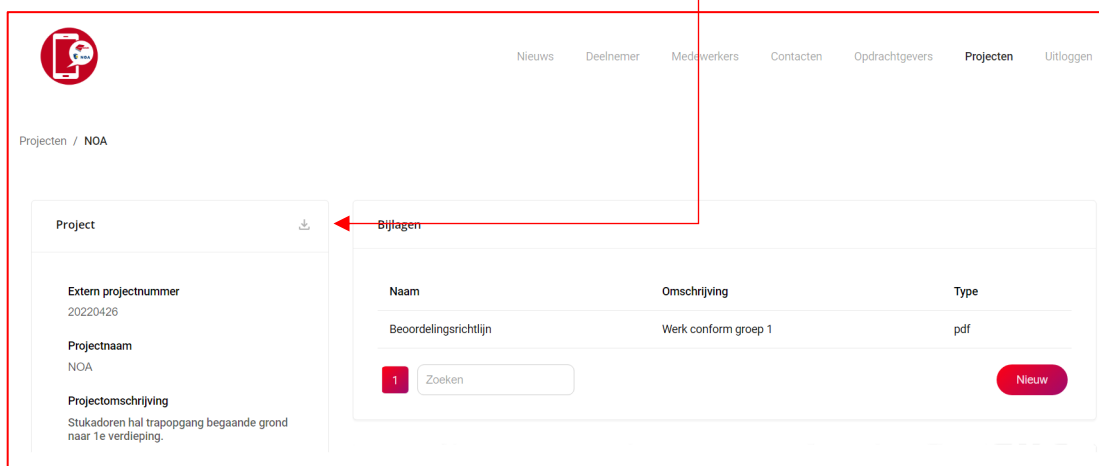 NOA
Nieuws Deelnemer Medewerkers Contacten Opdrachtgevers Projecten Uitloggen
Projecten / NOA
Project
Bijlagen
Extern projectnummer
20220426
Projectnaam
NOA
Projectomschrijving
Stukadoren hal trapopgang begaande grond
naar 1e verdieping.
Naam Omschrijving Type
Beoordelingsrichtlijn Werk conform groep 1 pdf
1 Zoeken Nieuw